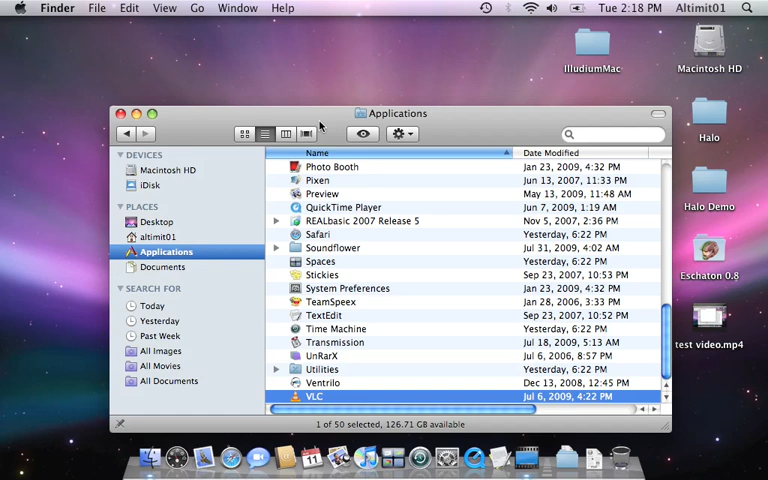 Finder File Edit View Go Window Help Tue 2:18 PM Altimit01
IlludiumMac
Macintosh HD
Halo
Halo Demo
Eschaton 0.8
test video.mp4
Applications
DEVICES
Macintosh HD
iDisk
PLACES
Desktop
altimit01
Applications
Documents
SEARCH FOR
Today
Yesterday
Past Week
All Images
All Movies
All Documents
Name Date Modified
Photo Booth Jan 23, 2009, 4:32 PM
Pixen Jun 13, 2007, 11:33 PM
Preview May 13, 2009, 11:48 AM
QuickTime Player Jun 7, 2009, 1:19 AM
REALbasic 2007 Release 5 Nov 5, 2007, 2:36 PM
Safari Yesterday, 6:22 PM
Soundflower Jul 31, 2009, 4:02 AM
Spaces Yesterday, 6:22 PM
Stickies Sep 23, 2007, 10:53 PM
System Preferences Jan 23, 2009, 4:32 PM
TeamSpeex Jan 28, 2006, 3:33 PM
TextEdit Sep 23, 2007, 10:52 PM
Time Machine Yesterday, 6:22 PM
Transmission Jul 18, 2009, 5:13 AM
UnRarX Jul 6, 2006, 8:57 PM
Utilities Yesterday, 6:22 PM
Ventrilo Dec 13, 2008, 12:45 PM
VLC Jul 6, 2009, 4:22 PM
1 of 50 selected, 126.71 GB available
11